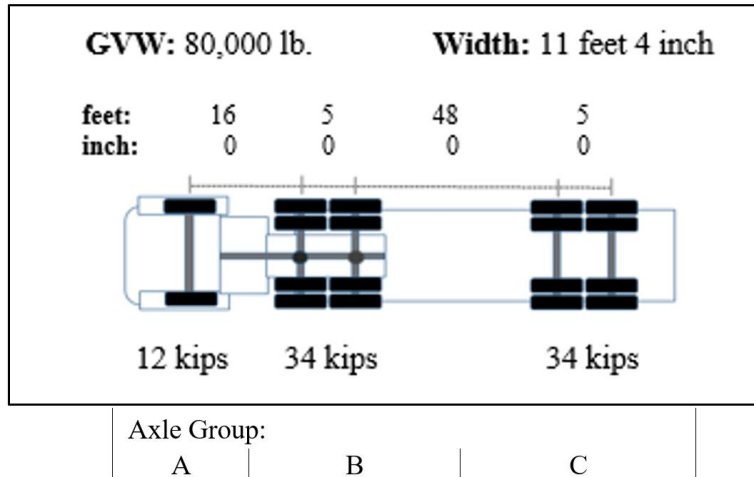 GVW: 80,000 lb. Width: 11 feet 4 inch
feet: 16 5 48 5
inch: 0 0 0 0
12 kips 34 kips 34 kips
Axle Group:
A B C